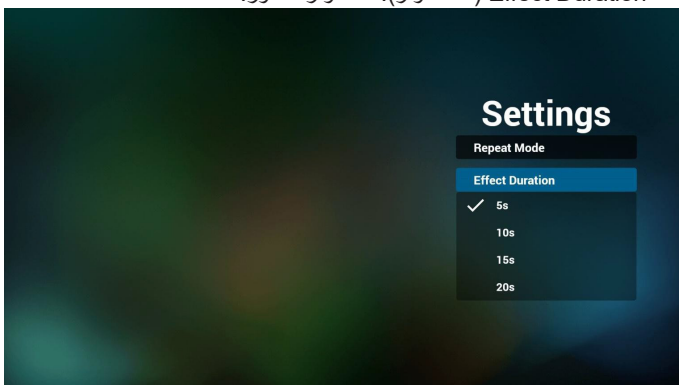 Effect Duration
Settings
Repeat Mode
Effect Duration
5s
10s
15s
20s